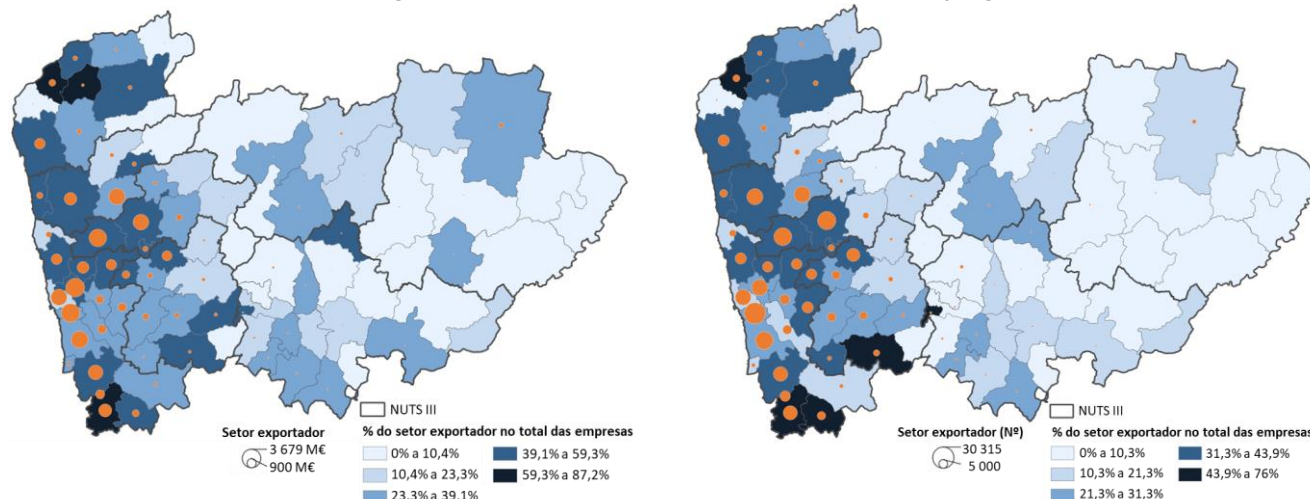 NUTS III
Setor exportador
3 679 M€
900 M€
% do setor exportador no total das empresas
0% a 10,4%
10,4% a 23,3%
23,3% a 39,1%
39,1% a 59,3%
59,3% a 87,2%
NUTS III
Setor exportador (Nº)
30 315
5 000
% do setor exportador no total das empresas
0% a 10,3%
10,3% a 21,3%
21,3% a 31,3%
31,3% a 43,9%
43,9% a 76%